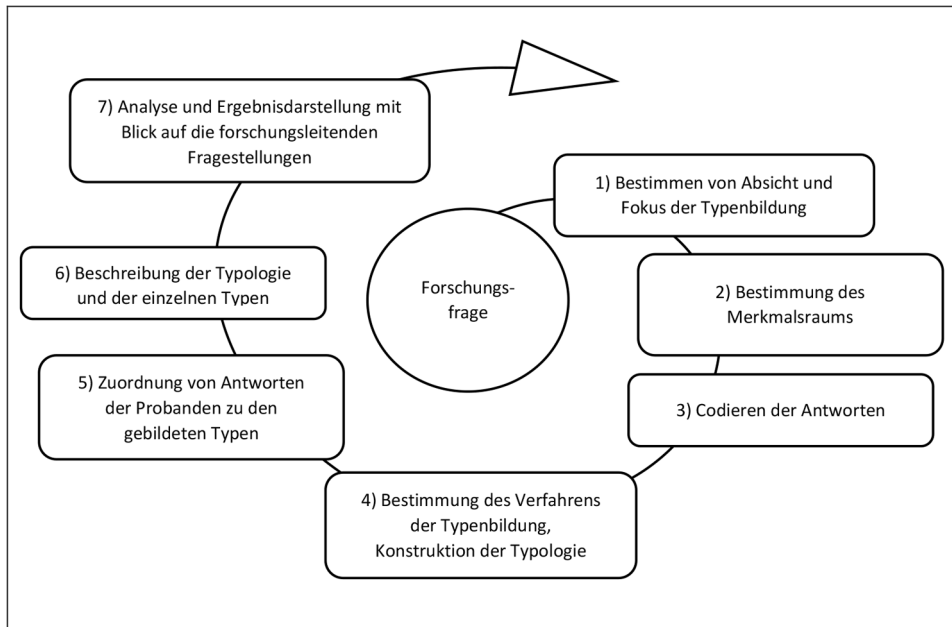 Forschungs-
frage
1) Bestimmen von Absicht und
Fokus der Typenbildung
2) Bestimmung des
Merkmalsraums
3) Codieren der Antworten
4) Bestimmung des Verfahrens
der Typenbildung,
Konstruktion der Typologie
5) Zuordnung von Antworten
der Probanden zu den
gebildeten Typen
6) Beschreibung der Typologie
und der einzelnen Typen
7) Analyse und Ergebnisdarstellung mit
Blick auf die forschungsleitenden
Fragestellungen